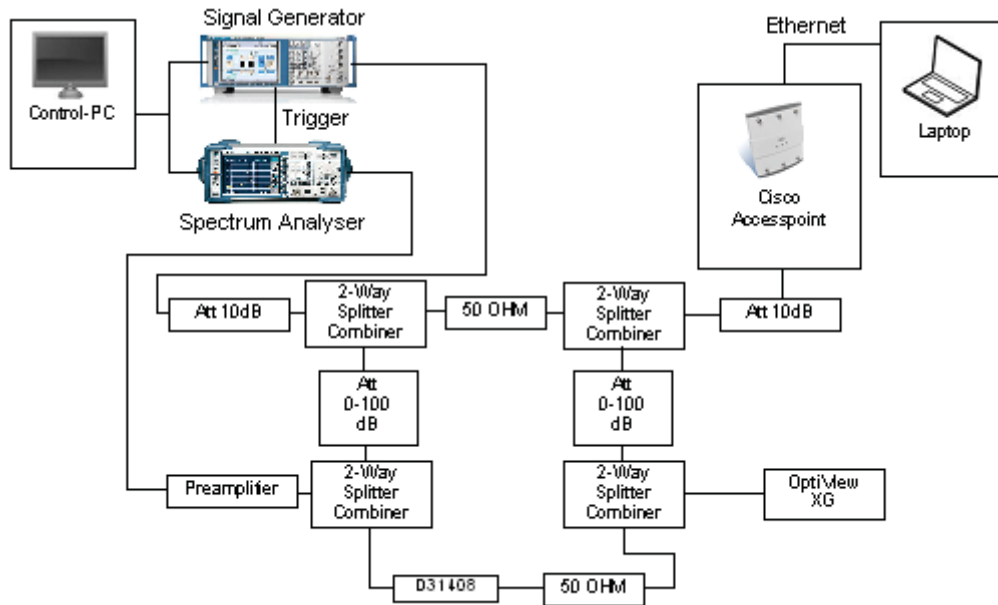 Signal Generator
Control-PC
Trigger
Spectrum Analyser
Ethernet
Laptop
Cisco
Accesspoint
Att 10dB
2-Way
Splitter
Combiner
50 OHM
2-Way
Splitter
Combiner
Att 10dB
Att
0-100
dB
Att
0-100
dB
Preamplifier
2-Way
Splitter
Combiner
2-Way
Splitter
Combiner
OptiView
XG
D31408
50 OHM